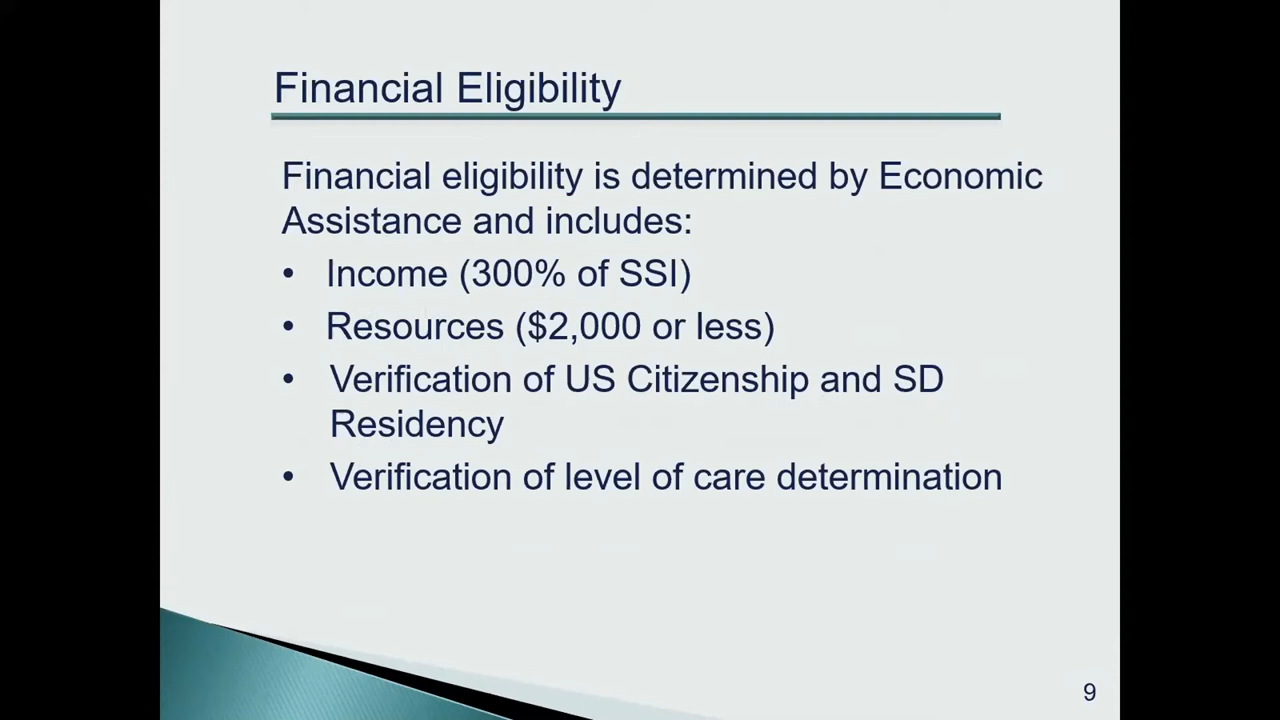 Financial Eligibility
Financial eligibility is determined by Economic
Assistance and includes:
• Income (300% of SSI)
• Resources ($2,000 or less)
• Verification of US Citizenship and SD
Residency
• Verification of level of care determination
9